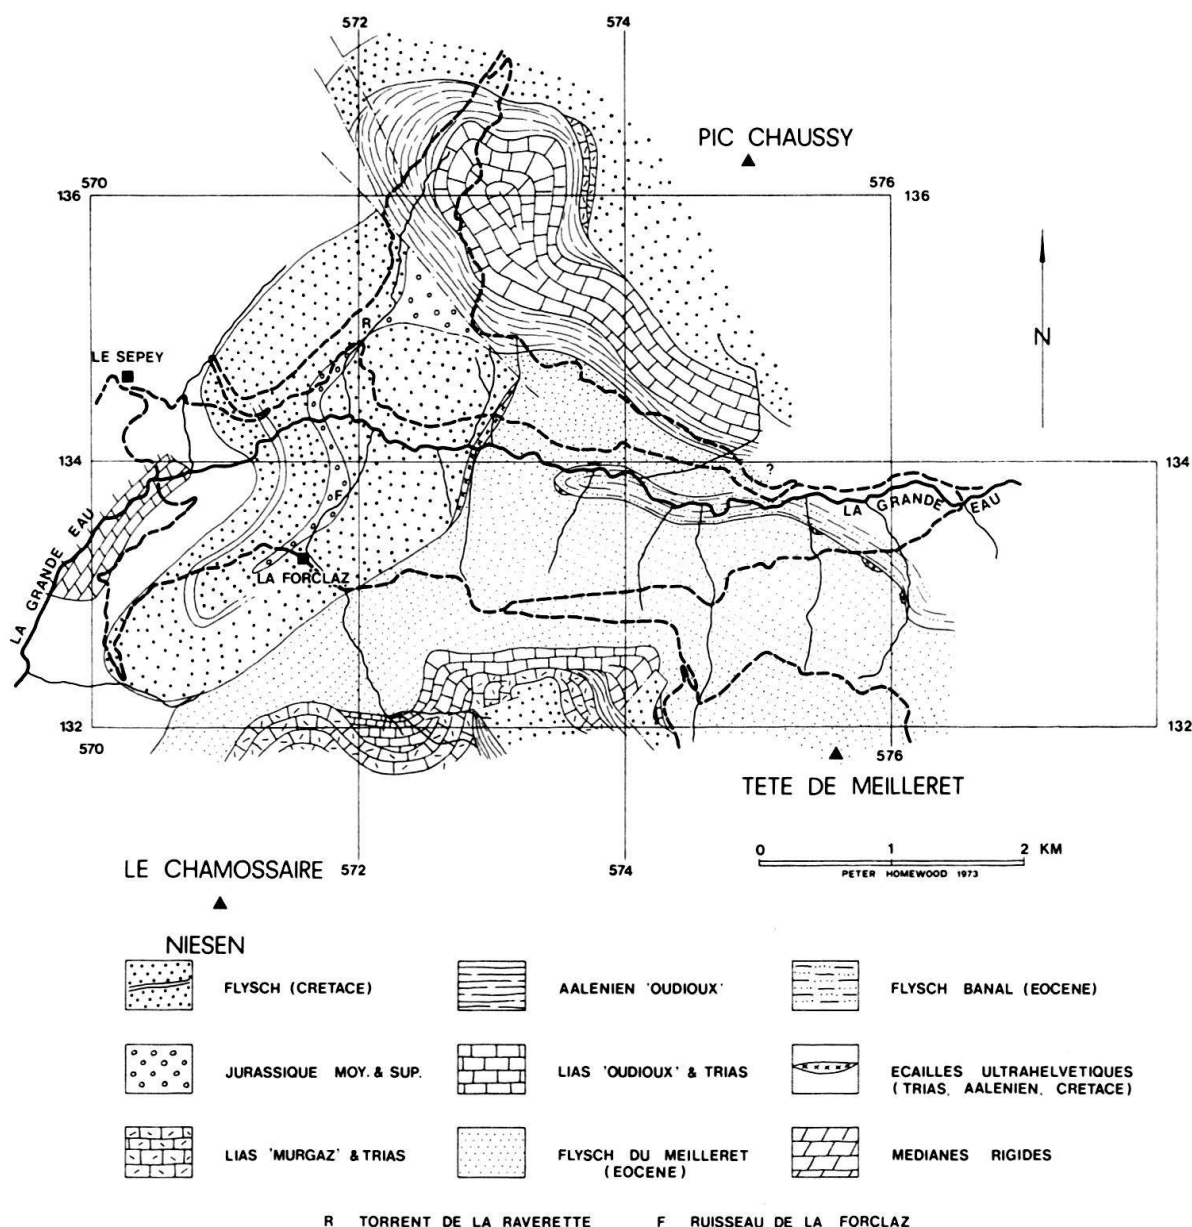 572
574
PIC CHAUSSY
570
576
136
136
N
R
LE SEPEY
134
134
?
LA GRANDE EAU
F
LA FORCLAZ
LA GRANDE EAU
132
132
570
576
TETE DE MEILLERET
0 1 2 KM
PETER HOMEWOOD 1973
LE CHAMOSSAIRE
572
574
NIESEN
FLYSCH (CRETACE)
AALENIEN 'OUDIOUX'
FLYSCH BANAL (EOCENE)
JURASSIQUE MOY. & SUP.
LIAS 'OUDIOUX' & TRIAS
ECAILLES ULTRAHELVETIQUES
(TRIAS, AALENIEN, CRETACE)
LIAS 'MURGAZ' & TRIAS
FLYSCH DU MEILLERET
(EOCENE)
MEDIANES RIGIDES
R TORRENT DE LA RAVERETTE F RUISSEAU DE LA FORCLAZ